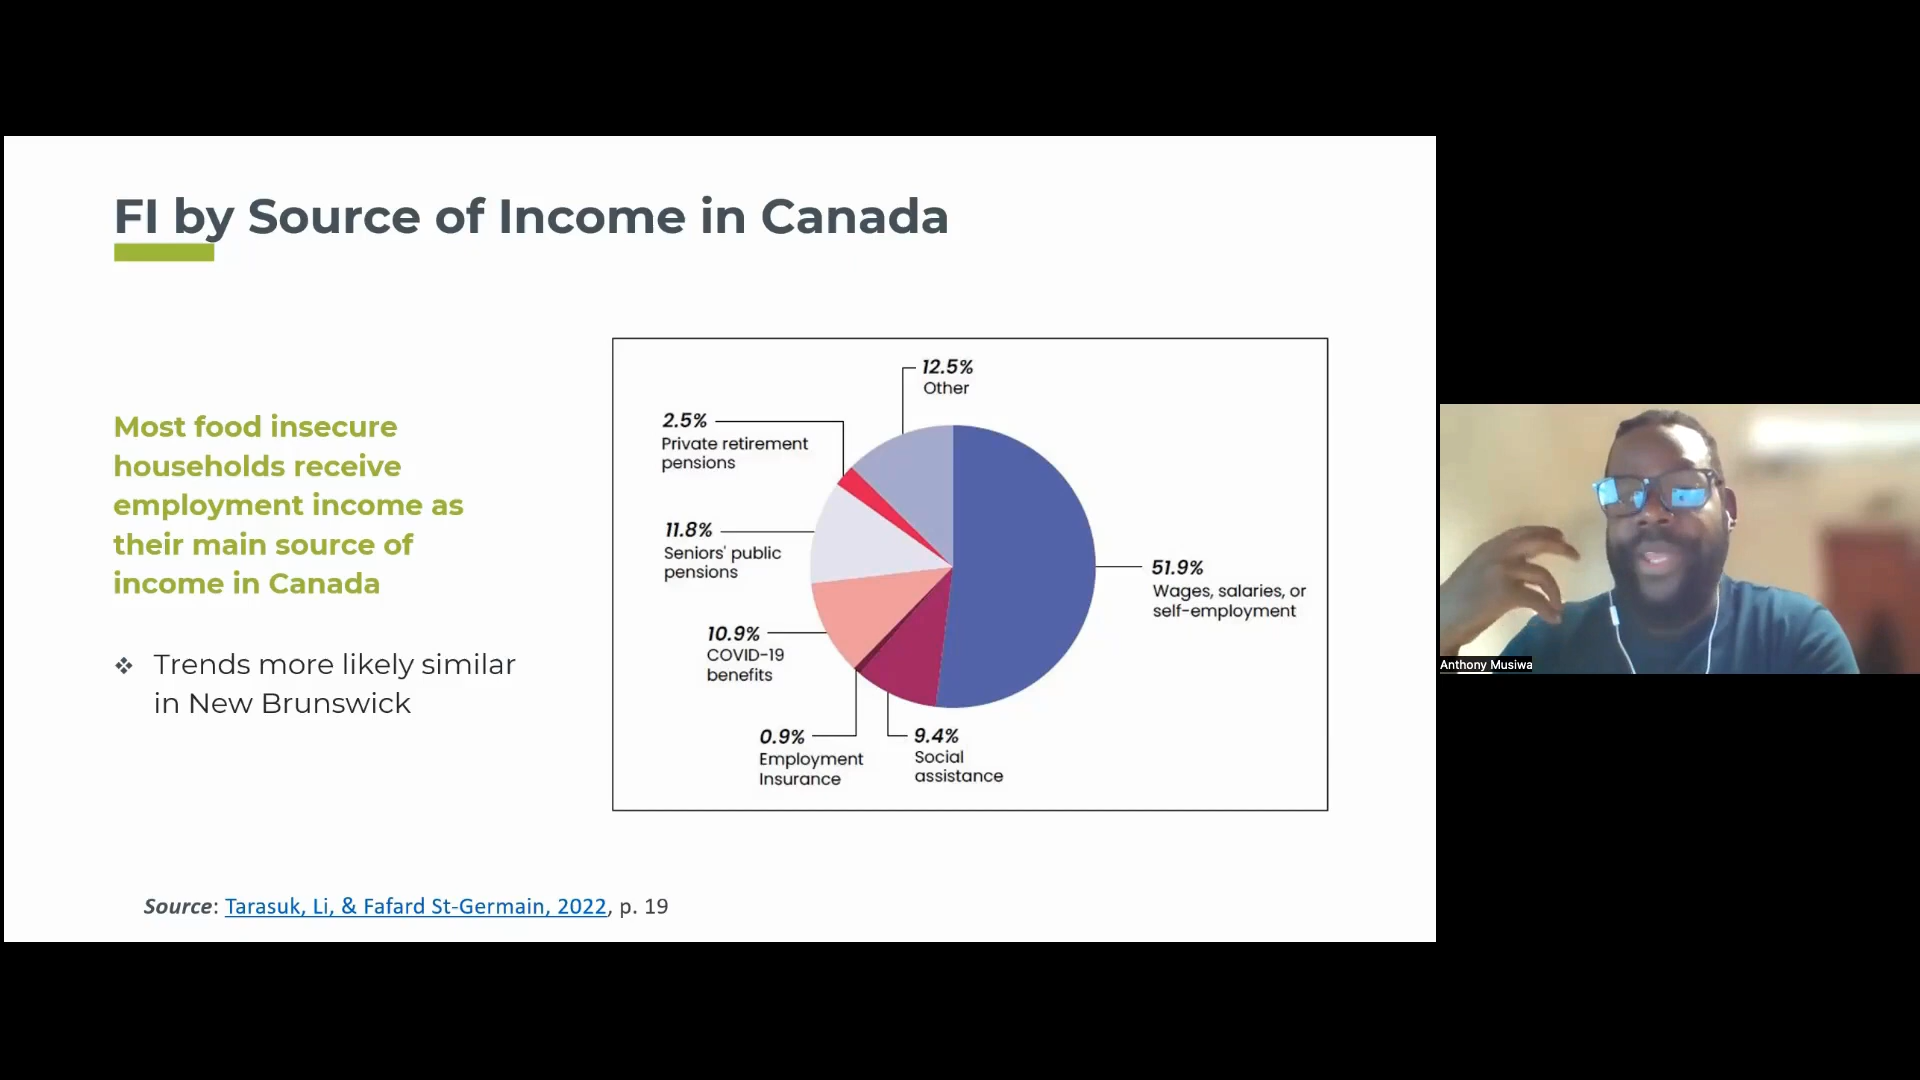 FI by Source of Income in Canada
Most food insecure
households receive
employment income as
their main source of
income in Canada
❖ Trends more likely similar
in New Brunswick
12.5%
Other
2.5%
Private retirement
pensions
11.8%
Seniors' public
pensions
51.9%
Wages, salaries, or
self-employment
10.9%
COVID-19
benefits
0.9%
Employment
Insurance
9.4%
Social
assistance
Source: Tarasuk, Li, & Fafard St-Germain, 2022, p. 19
Anthony Musiwa